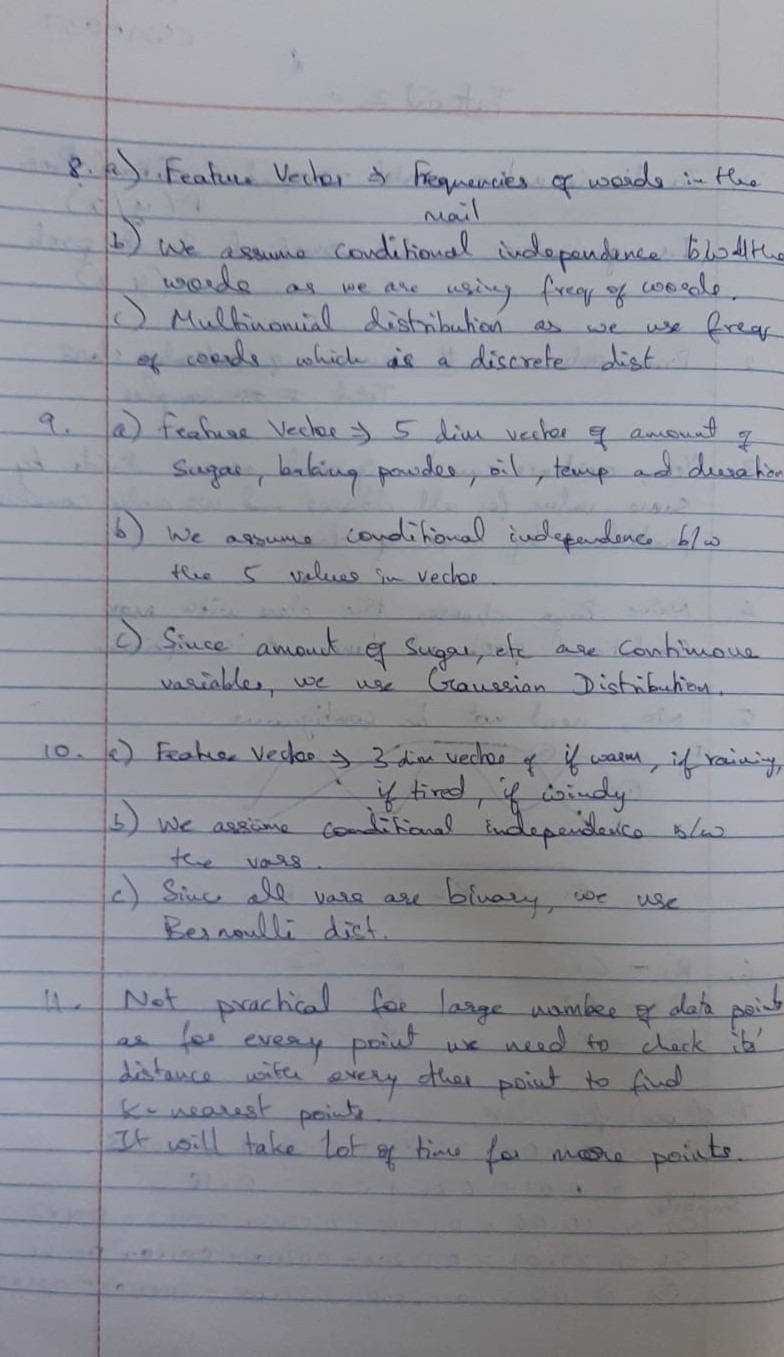 8. a) Feature Vector ⇒ frequencies of words in the
mail
b) We assume conditional independence b/w all the
words as we are using freq of words.
c) Multinomial distribution as we use freq
of words which is a discrete dist
9. a) Feature Vector ⇒ 5 dim vector of amount of
Sugar, baking powder, oil, temp ad duration
b) We assume conditional independence b/w
the 5 values in vector
c) Since amount of Sugar, etc are Continuous
variables, we use Gaussian Distribution.
10. a) Feature Vector ⇒ 3 dim vector of if warm, if rainiy,
if tired, if windy
b) We assume conditional independence b/w
the vars.
c) Sinc all vars are binary, we use
Bernoulli dist.
11. Not practical for large number of data points
as for every point we need to check its'
distance with every other point to find
K-nearest points
It will take lot of time for more points.